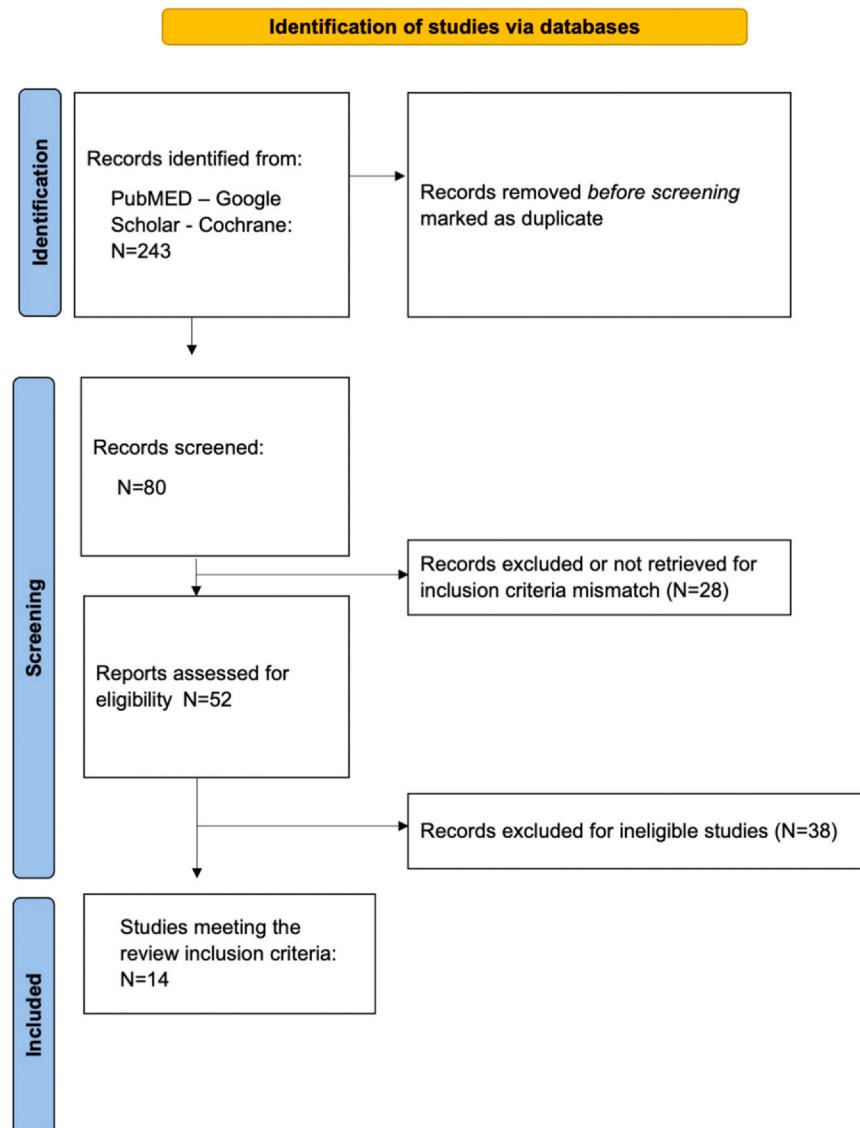 Identification of studies via databases
Identification
Records identified from:
PubMED – Google
Scholar - Cochrane:
N=243
Records removed before screening
marked as duplicate
Screening
Records screened:
N=80
Records excluded or not retrieved for
inclusion criteria mismatch (N=28)
Reports assessed for
eligibility N=52
Records excluded for ineligible studies (N=38)
Included
Studies meeting the
review inclusion criteria:
N=14